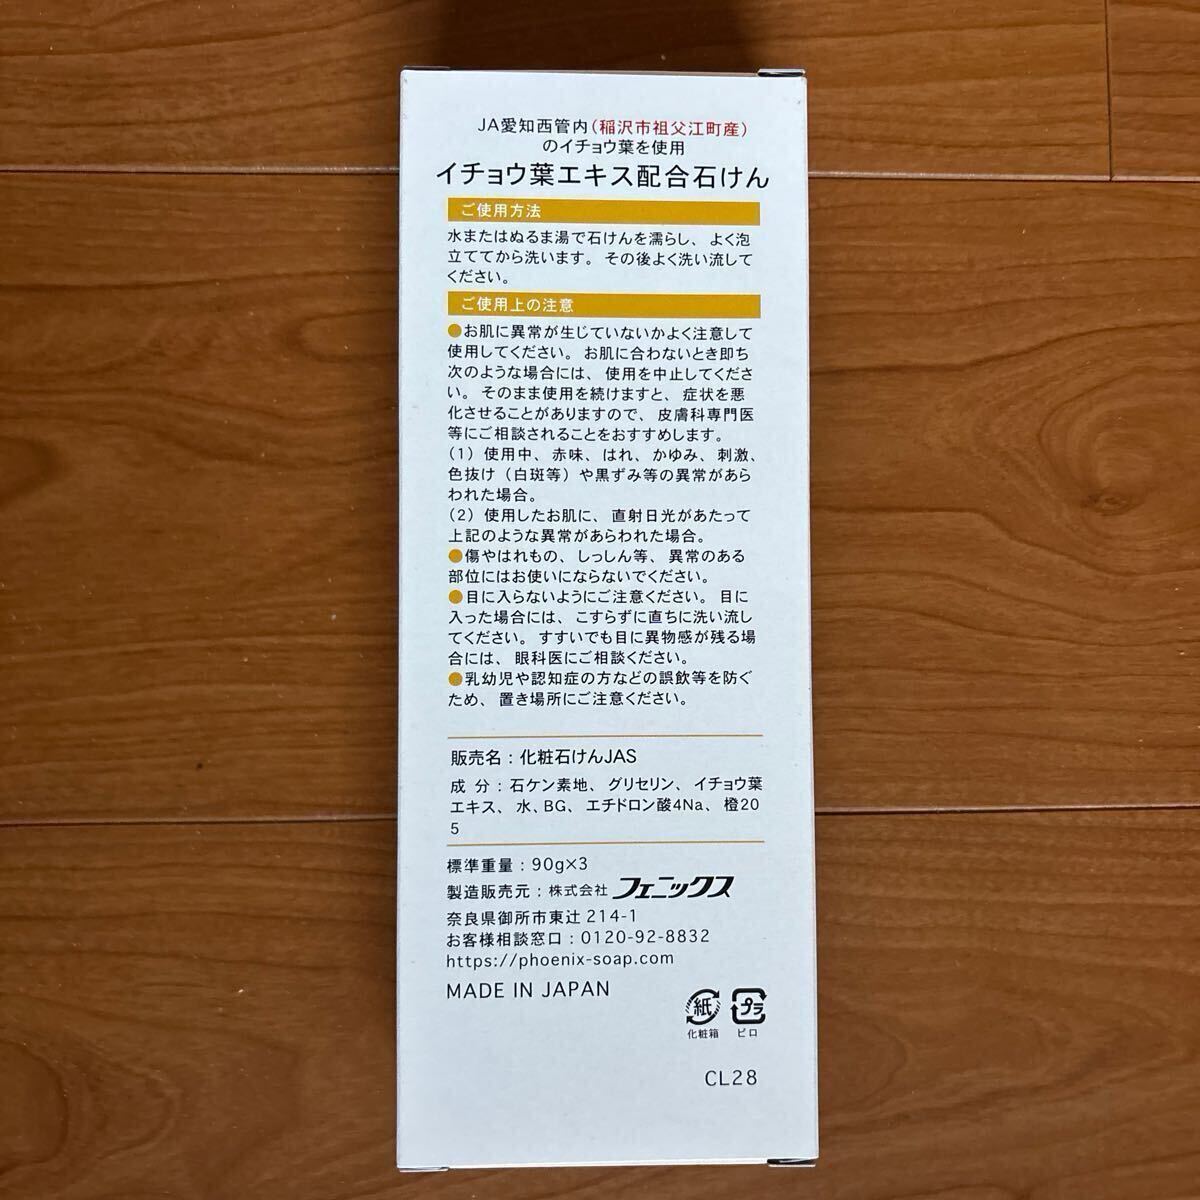 JA愛知西管内(稲沢市祖父江町産)
のイチョウ葉を使用
イチョウ葉エキス配合石けん
ご使用方法
水またはぬるま湯で石けんを濡らし、よく泡
立ててから洗います。その後よく洗い流して
ください。
ご使用上の注意
●お肌に異常が生じていないかよく注意して
使用してください。お肌に合わないとき即ち
次のような場合には、使用を中止してくださ
い。そのまま使用を続けますと、症状を悪
化させることがありますので、皮膚科専門医
等にご相談されることをおすすめします。
(1)使用中、赤味、はれ、かゆみ、刺激、
色抜け(白斑等)や黒ずみ等の異常があら
われた場合。
(2)使用したお肌に、直射日光があたって
上記のような異常があらわれた場合。
●傷やはれもの、しっしん等、異常のある
部位にはお使いにならないでください。
●目に入らないようにご注意ください。目に
入った場合には、こすらずに直ちに洗い流し
てください。すすいでも目に異物感が残る場
合には、眼科医にご相談ください。
●乳幼児や認知症の方などの誤飲等を防ぐ
ため、置き場所にご注意ください。
販売名:化粧石けんJAS
成分:石ケン素地、グリセリン、イチョウ葉
エキス、水、BG、エチドロン酸4Na、橙20
5
標準重量:90g×3
製造販売元:株式会社フェニックス
奈良県御所市東辻214-1
お客様相談窓口:0120-92-8832
https://phoenix-soap.com
MADE IN JAPAN
紙 プラ
化粧箱 ピロ
CL28